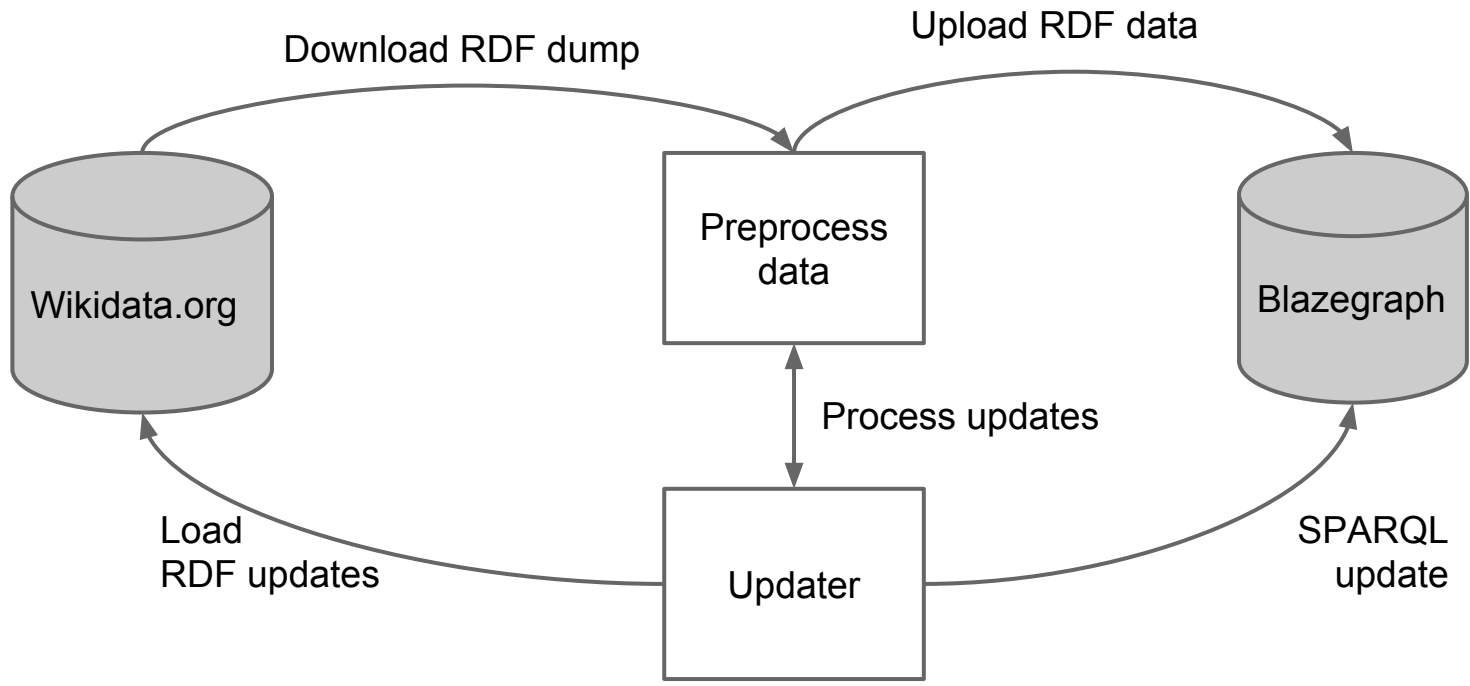 Download RDF dump
Upload RDF data
Wikidata.org
Preprocess
data
Blazegraph
Process updates
Load
RDF updates
Updater
SPARQL
update